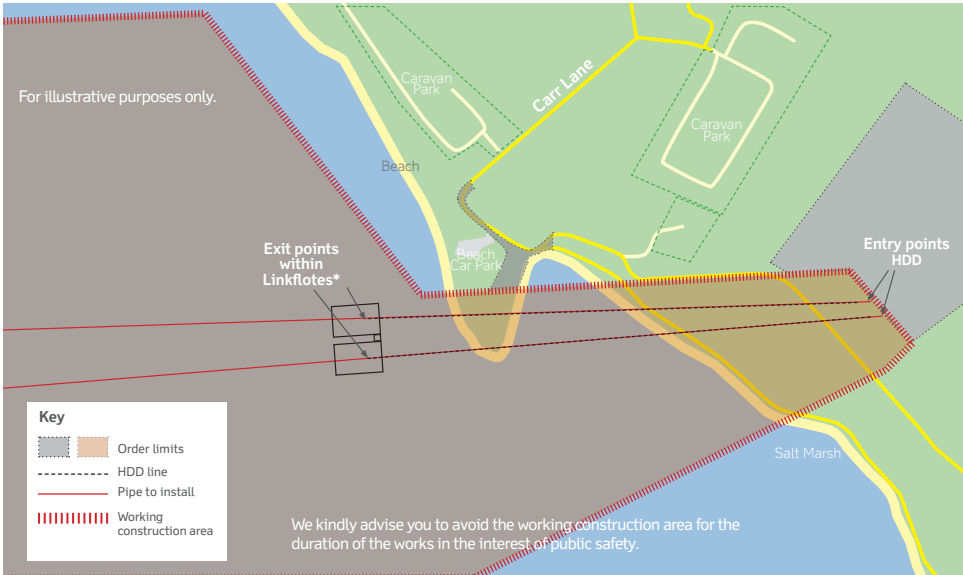 For illustrative purposes only.
Caravan
Park
Carr Lane
Caravan
Park
Beach
Exit points
within
Linkflotes*
Beach
Car Park
Entry points
HDD
Key
Order limits
HDD line
Pipe to install
Working
construction area
Salt Marsh
We kindly advise you to avoid the working construction area for the
duration of the works in the interest of public safety.